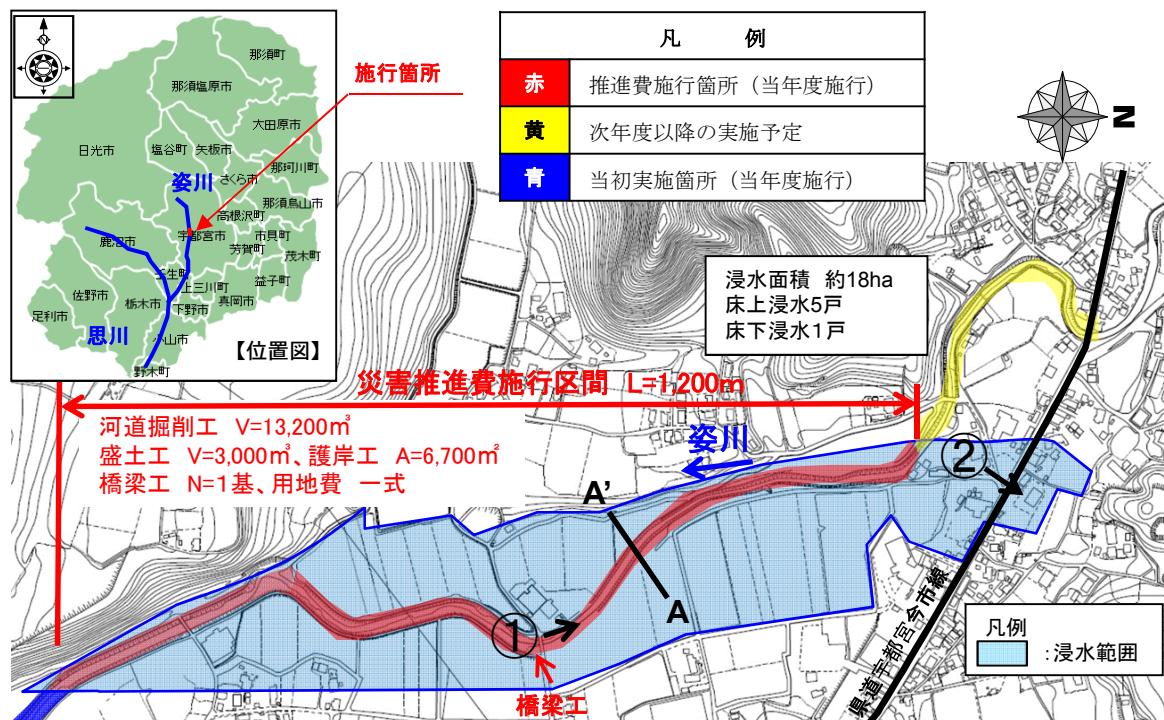 N
那須町
那須塩原市
施行箇所
大田原市
日光市
塩谷町
矢板市
那珂川町
さくら市
姿川
那須烏山市
高根沢町
宇都宮市
市貝町
鹿沼市
芳賀町
茂木町
壬生町
上三川町
益子町
佐野市
栃木市
下野市
真岡市
足利市
思川
小山市
【位置図】
野木町
凡 例
赤 推進費施行箇所（当年度施行）
黄 次年度以降の実施予定
青 当初実施箇所（当年度施行）
N
浸水面積 約18ha
床上浸水5戸
床下浸水1戸
災害推進費施行区間 L=1,200m
河道掘削工 V=13,200㎥
盛土工 V=3,000㎥、護岸工 A=6,700㎡
橋梁工 N=1基、用地費 一式
姿川
②
A'
A
①
橋梁工
県道宇都宮今市線
凡例
：浸水範囲